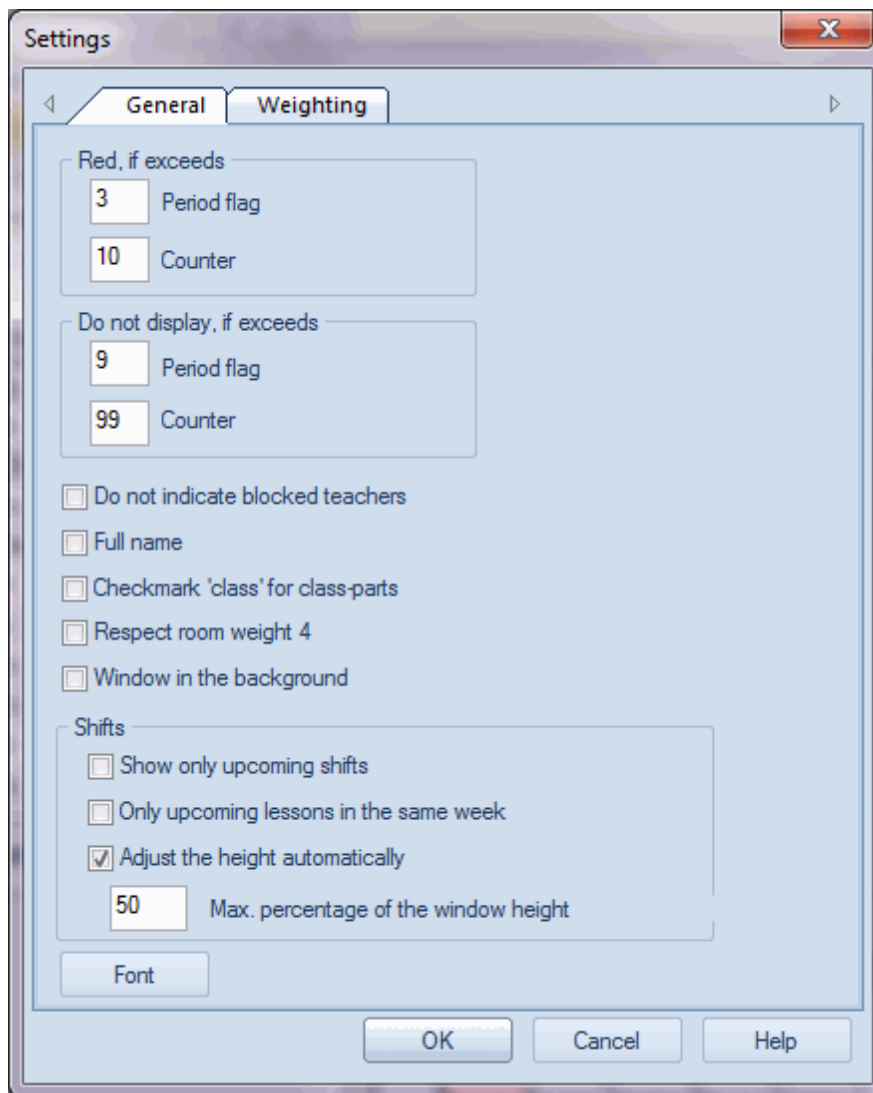 Settings
General Weighting
Red, if exceeds
3 Period flag
10 Counter
Do not display, if exceeds
9 Period flag
99 Counter
Do not indicate blocked teachers
Full name
Checkmark 'class' for class-parts
Respect room weight 4
Window in the background
Shifts
Show only upcoming shifts
Only upcoming lessons in the same week
Adjust the height automatically
50 Max. percentage of the window height
Font
OK Cancel Help